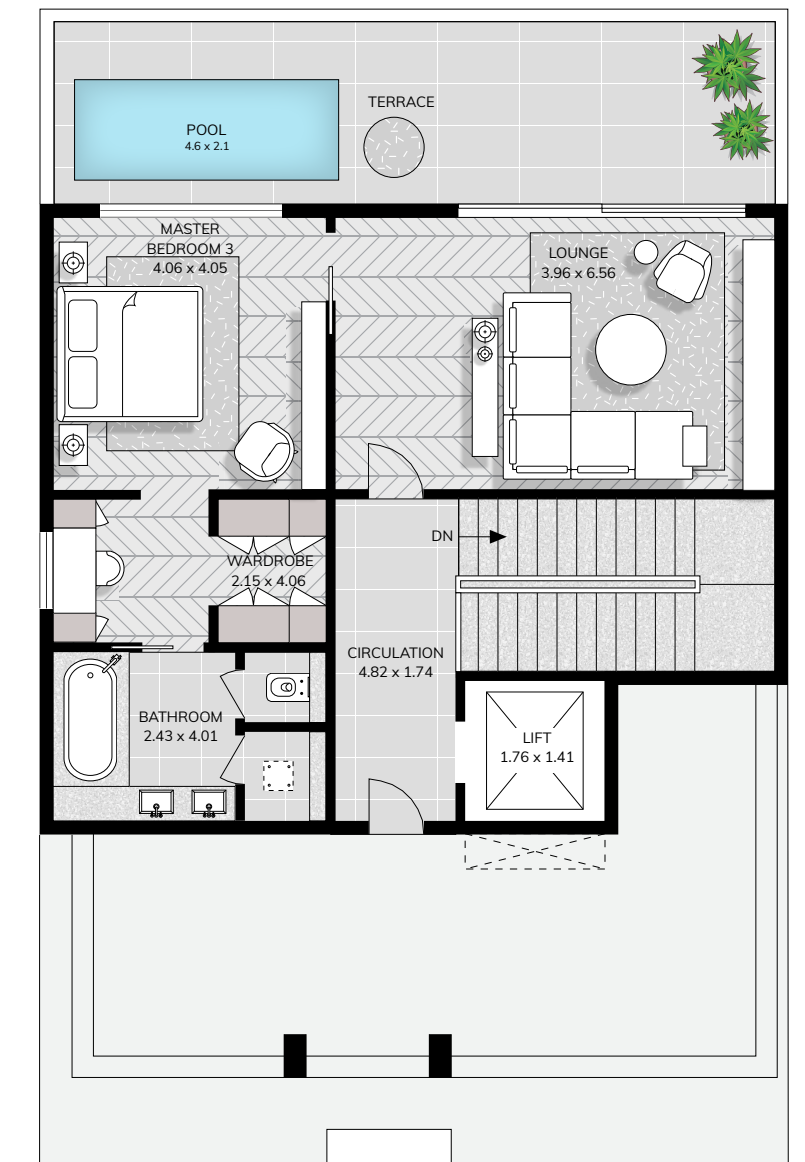 TERRACE
POOL
4.6 x 2.1
MASTER
BEDROOM 3
4.06 x 4.05
LOUNGE
3.96 x 6.56
DN
WARDROBE
2.15 x 4.06
CIRCULATION
4.82 x 1.74
BATHROOM
2.43 x 4.01
LIFT
1.76 x 1.41